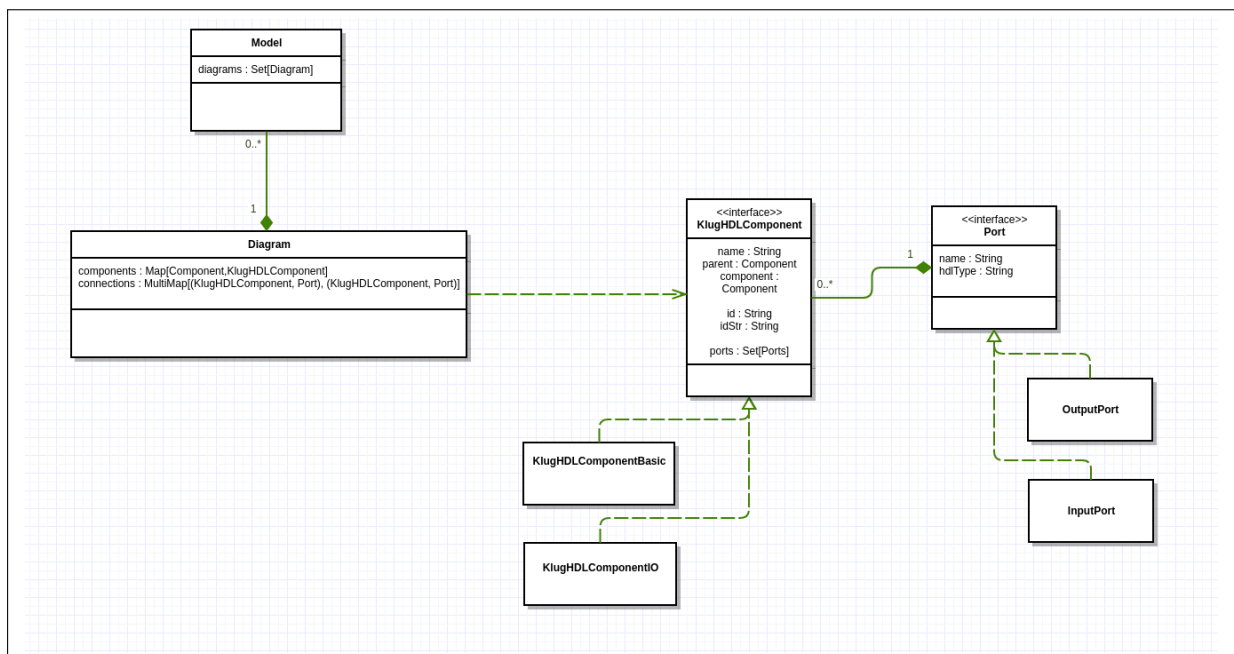 Model
diagrams : Set[Diagram]
0..*
1
Diagram
components : Map[Component,KlugHDLComponent]
connections : MultiMap[(KlugHDLComponent, Port), (KlugHDLComponent, Port)]
<<interface>>
KlugHDLComponent
name : String
parent : Component
component :
Component
id : String
idStr : String
ports : Set[Ports]
0..*
1
<<interface>>
Port
name : String
hdlType : String
OutputPort
InputPort
KlugHDLComponentBasic
KlugHDLComponentIO